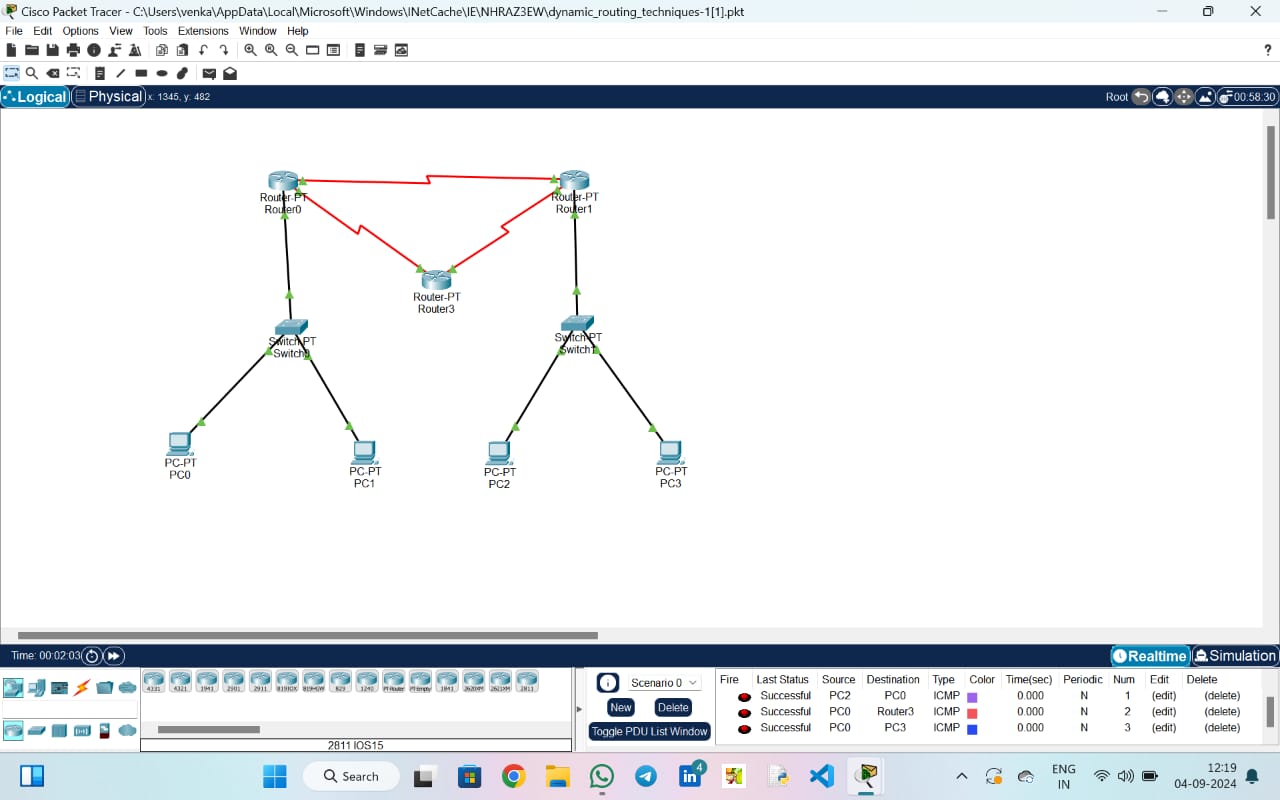 Cisco Packet Tracer - C:\Users\venka\AppData\Local\Microsoft\Windows\INetCache\IE\NHRAZ3EW\dynamic_routing_techniques-1[1].pkt
File Edit Options View Tools Extensions Window Help
?
Logical Physical x: 1345, y: 482 Root 00:58:30
Router-PT
Router0
Router-PT
Router1
Router-PT
Router3
Switch-PT
Switch0
Switch-PT
Switch1
PC-PT
PC0
PC-PT
PC1
PC-PT
PC2
PC-PT
PC3
Time: 00:02:03 Realtime Simulation
4331 4321 1941 2901 2911 819IOX 819HGW 829 1240 PT-Router PT-Empty 1841 2620XM 2621XM 2811
2811 IOS15
Scenario 0
New Delete
Toggle PDU List Window
Fire Last Status Source Destination Type Color Time(sec) Periodic Num Edit Delete
Successful PC2 PC0 ICMP 0.000 N 1 (edit) (delete)
Successful PC0 Router3 ICMP 0.000 N 2 (edit) (delete)
Successful PC0 PC3 ICMP 0.000 N 3 (edit) (delete)
Search
4
ENG
IN
12:19
04-09-2024